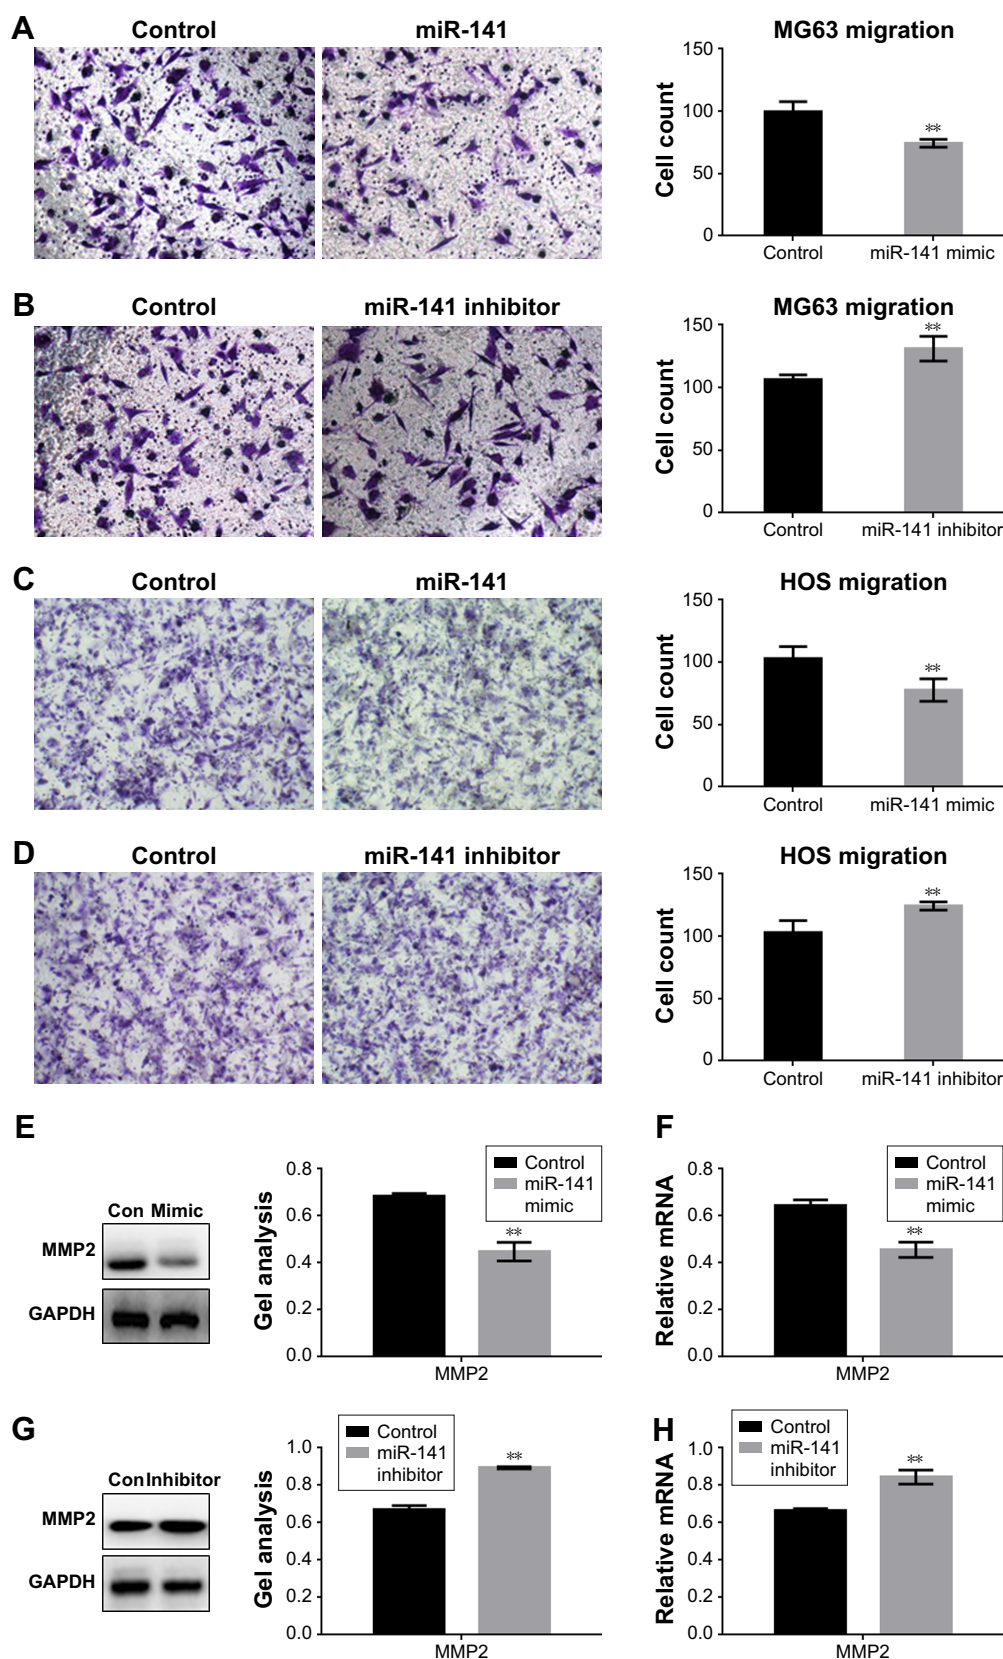 A
Control
miR-141
MG63 migration
Cell count
150
100
50
0
**
Control
miR-141 mimic
B
Control
miR-141 inhibitor
MG63 migration
Cell count
150
100
50
0
**
Control
miR-141 inhibitor
C
Control
miR-141
HOS migration
Cell count
150
100
50
0
**
Control
miR-141 mimic
D
Control
miR-141 inhibitor
HOS migration
Cell count
150
100
50
0
**
Control
miR-141 inhibitor
E
Con Mimic
MMP2
GAPDH
Gel analysis
0.8
0.6
0.4
0.2
0.0
Control
miR-141
mimic
**
MMP2
F
Relative mRNA
0.8
0.6
0.4
0.2
0.0
Control
miR-141
mimic
**
MMP2
G
Con Inhibitor
MMP2
GAPDH
Gel analysis
1.0
0.8
0.6
0.4
0.2
0.0
Control
miR-141
inhibitor
**
MMP2
H
Relative mRNA
1.0
0.8
0.6
0.4
0.2
0.0
Control
miR-141
inhibitor
**
MMP2